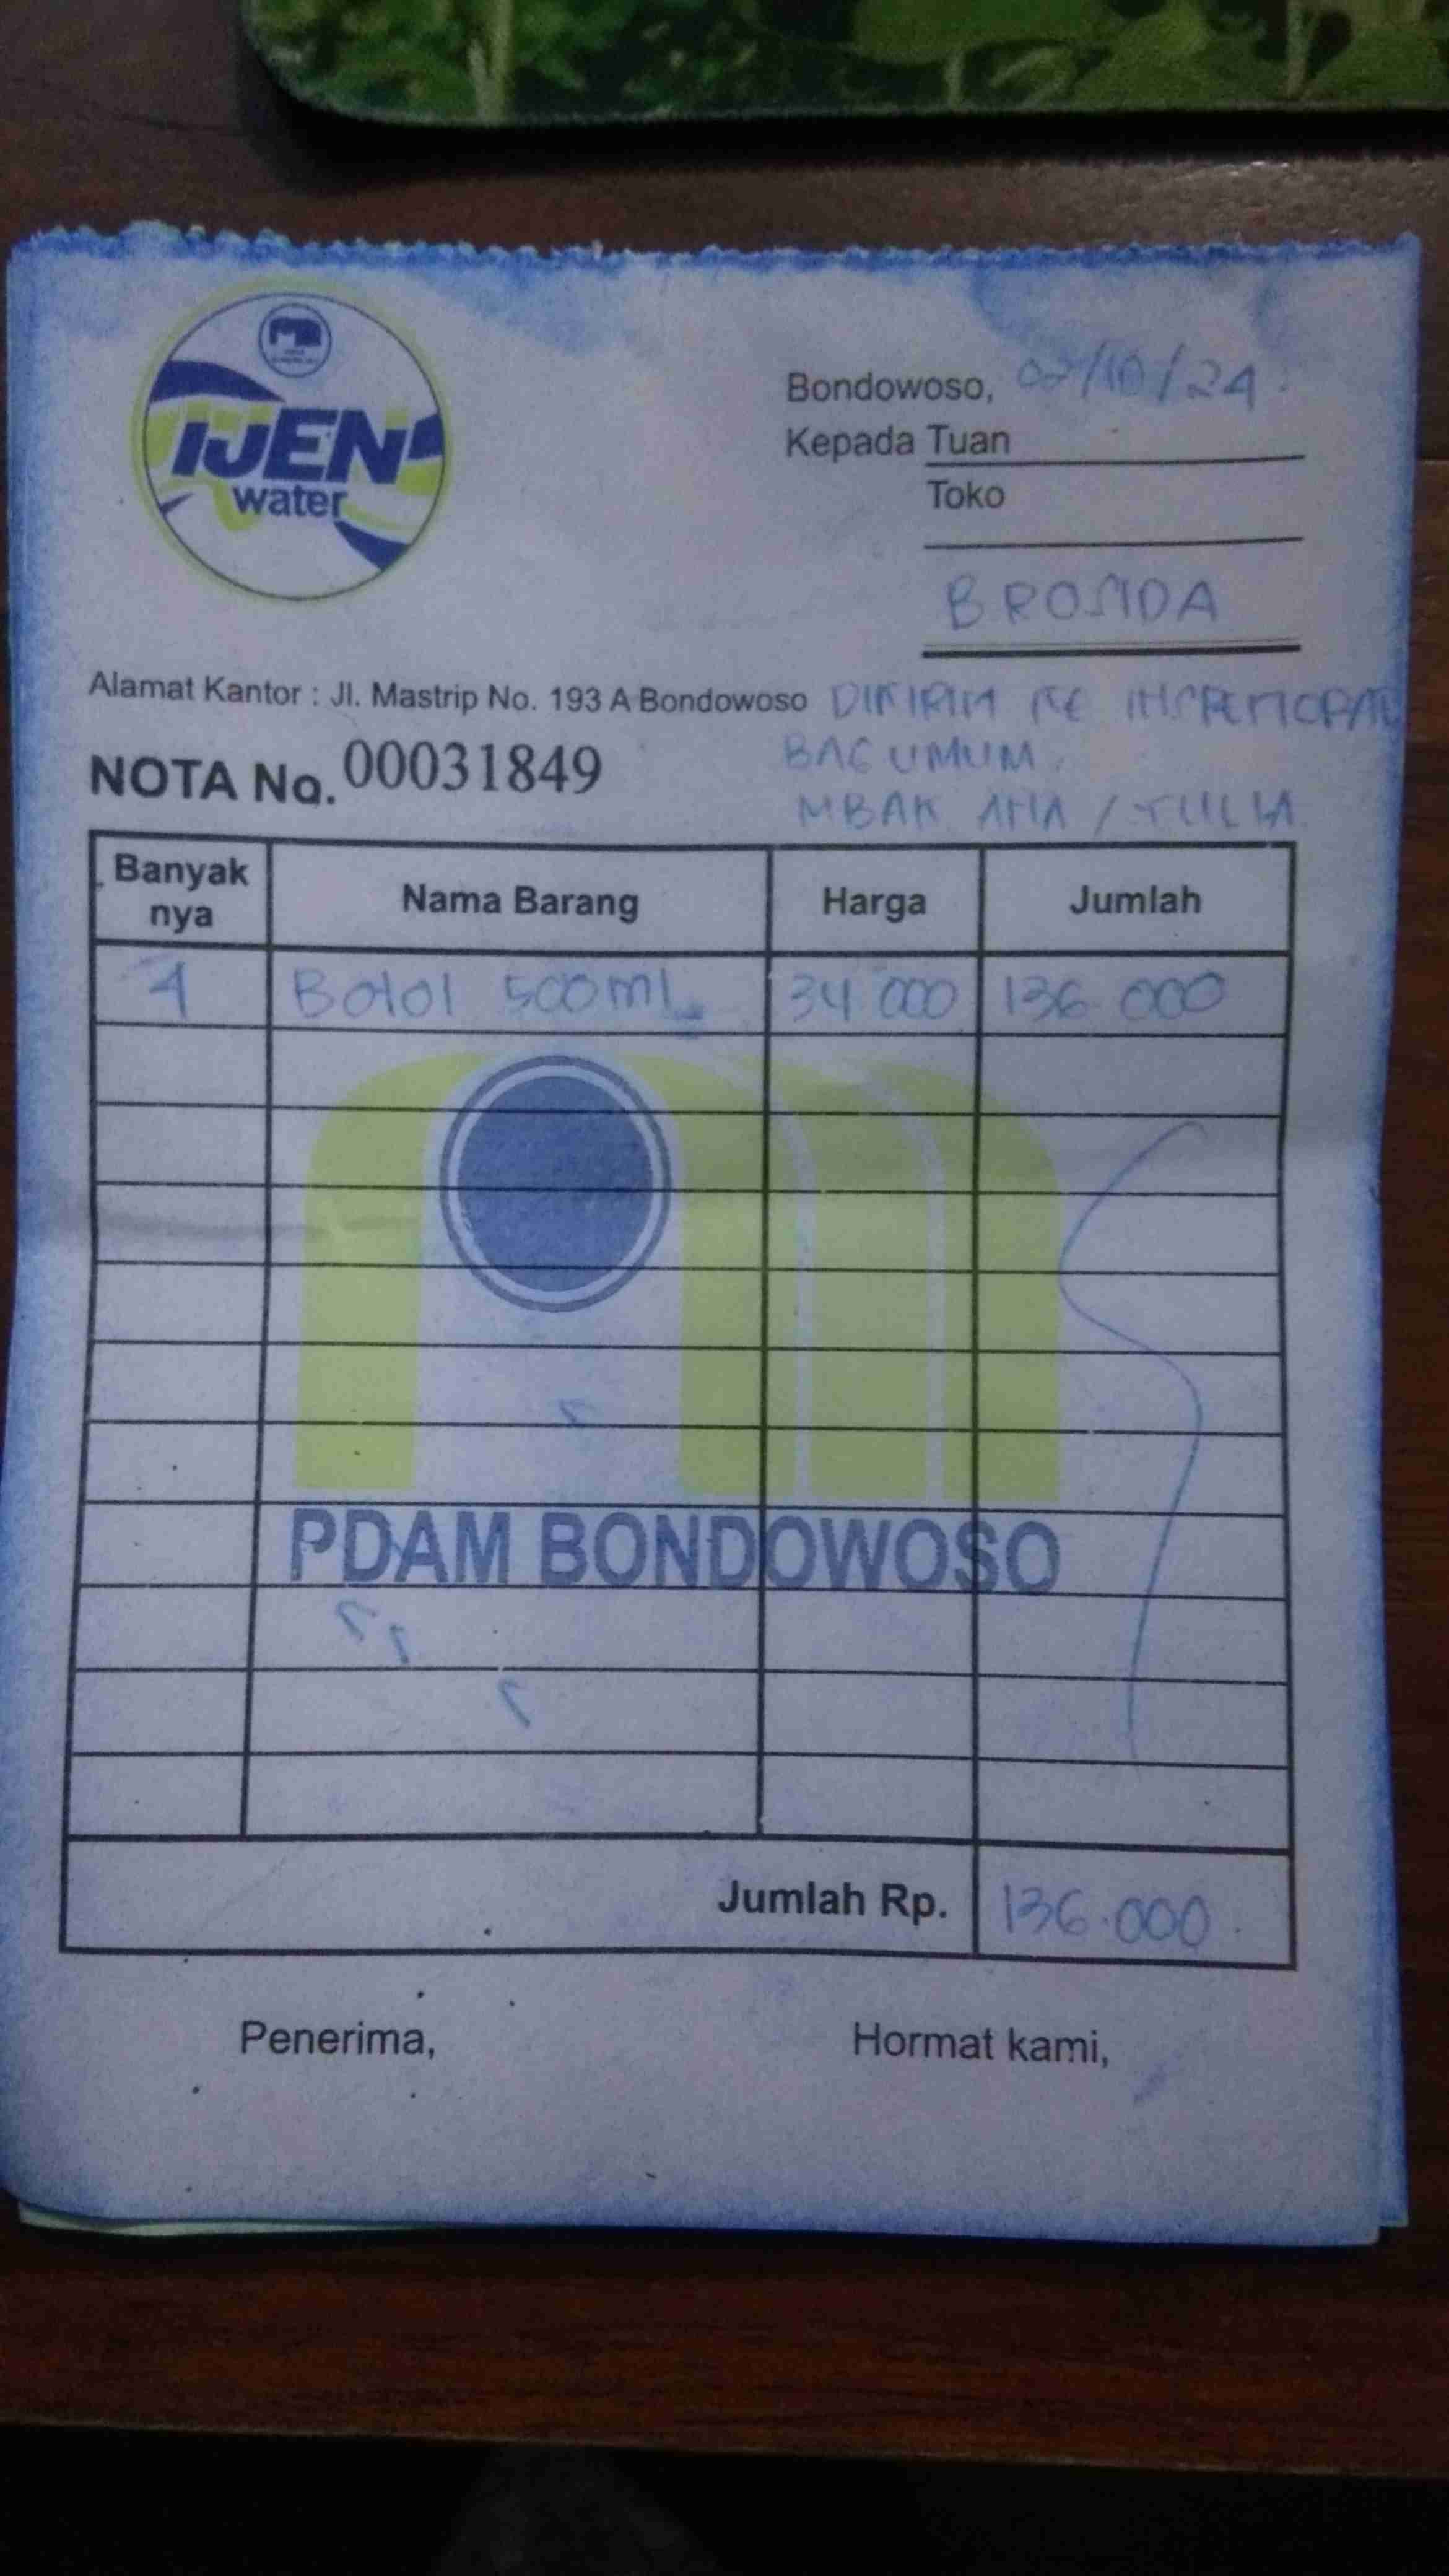 IJEN
water
Bondowoso, 07/10/24
Kepada Tuan
Toko
BROSIDA
Alamat Kantor : Jl. Mastrip No. 193 A Bondowoso
DIKIRIM KE INSPEKTORAT
BAG UMUM
MBAK / 
NOTA No. 00031849
Banyak nya Nama Barang Harga Jumlah
4 Botol 500ml 34 000 136 000
PDAM BONDOWOSO
Jumlah Rp. 136.000
Penerima, Hormat kami,